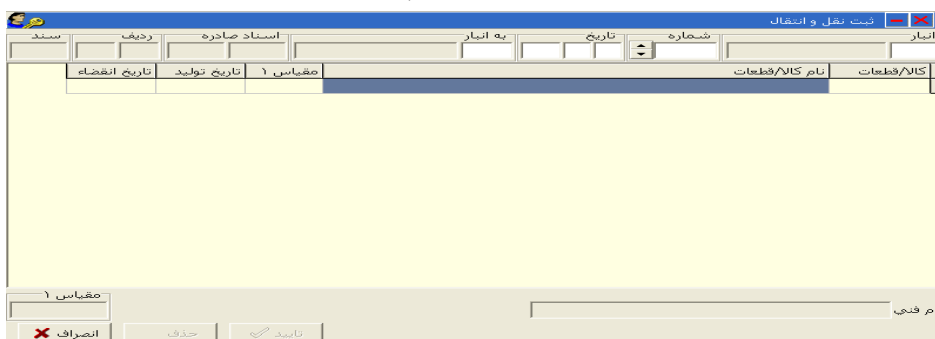 ثبت نقل و انتقال
انبار شماره تاریخ به انبار اسناد صادره ردیف سند
کالا/قطعات نام کالا/قطعات مقیاس ۱ تاریخ تولید تاریخ انقضاء
مقیاس ۱
م فني
تایید حذف انصراف